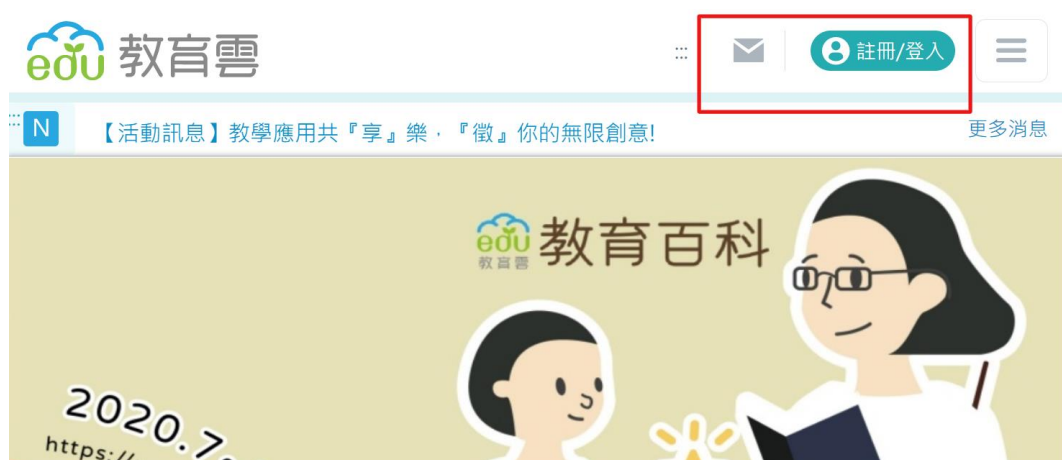 edu 教育雲
註冊/登入
N 【活動訊息】教學應用共『享』樂,『徵』你的無限創意! 更多消息
edu 教育雲 教育百科
2020.7
https://